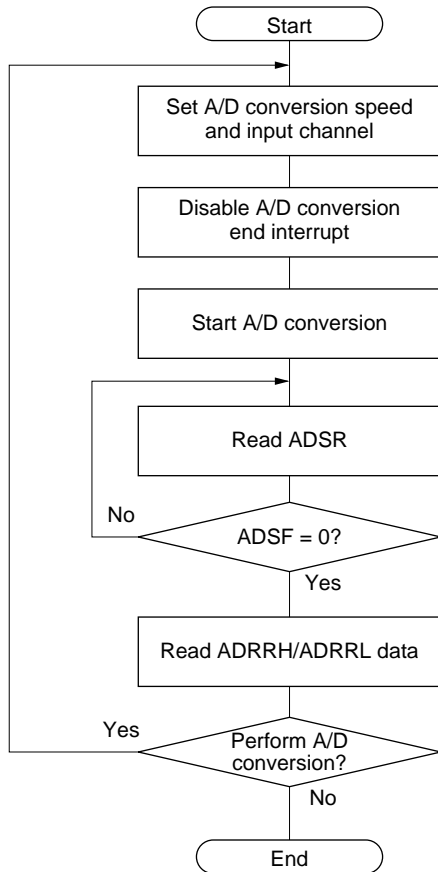 Start
Set A/D conversion speed
and input channel
Disable A/D conversion
end interrupt
Start A/D conversion
Read ADSR
No
ADSF = 0?
Yes
Read ADRRH/ADRRL data
Yes
Perform A/D
conversion?
No
End